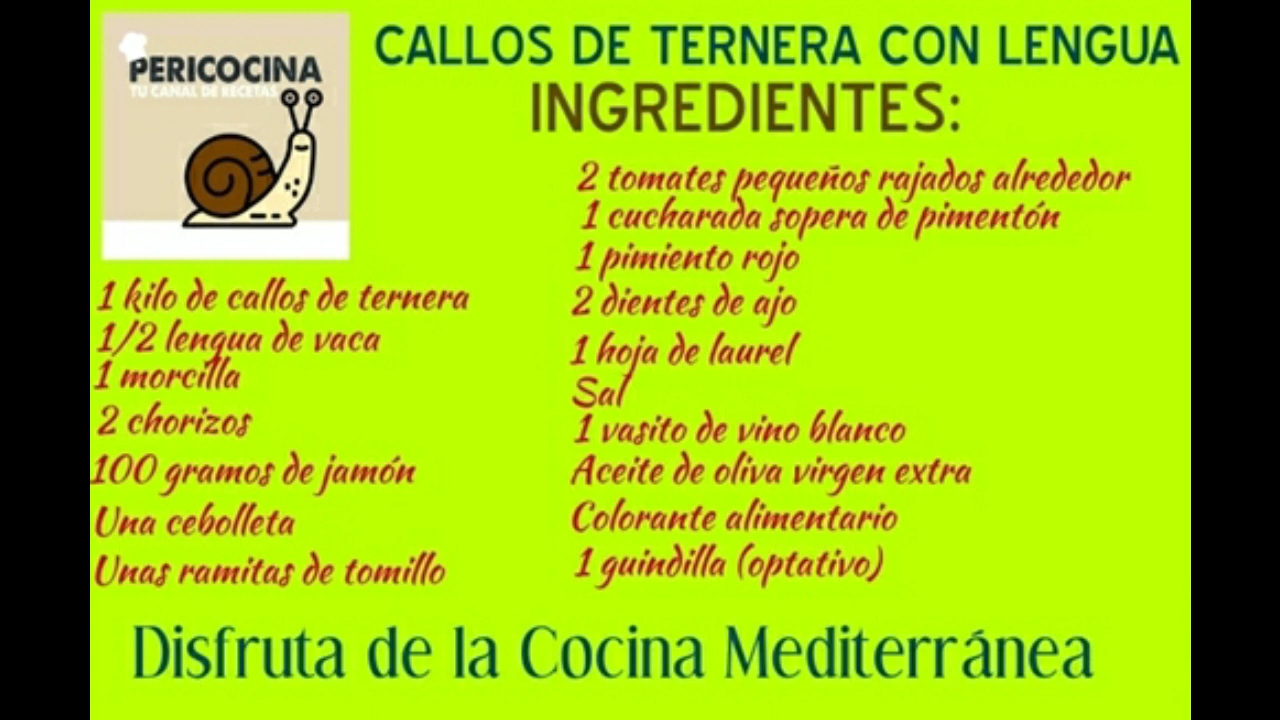 PERICOCINA
TU CANAL DE RECETAS
CALLOS DE TERNERA CON LENGUA
INGREDIENTES:
1 kilo de callos de ternera
1/2 lengua de vaca
1 morcilla
2 chorizos
100 gramos de jamón
Una cebolleta
Unas ramitas de tomillo
2 tomates pequeños rajados alrededor
1 cucharada sopera de pimentón
1 pimiento rojo
2 dientes de ajo
1 hoja de laurel
Sal
1 vasito de vino blanco
Aceite de oliva virgen extra
Colorante alimentario
1 guindilla (optativo)
Disfruta de la Cocina Mediterránea